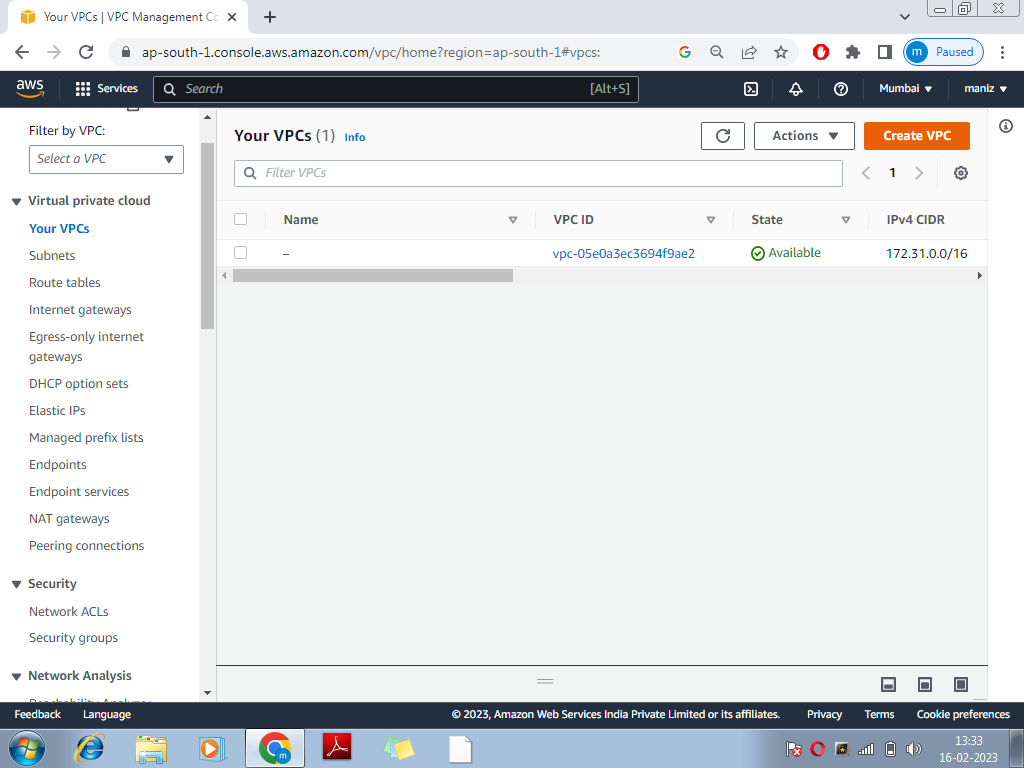 Your VPCs | VPC Management Co
ap-south-1.console.aws.amazon.com/vpc/home?region=ap-south-1#vpcs:
m Paused
aws
Services
Search [Alt+S]
Mumbai
maniz
Filter by VPC:
Select a VPC
Virtual private cloud
Your VPCs
Subnets
Route tables
Internet gateways
Egress-only internet
gateways
DHCP option sets
Elastic IPs
Managed prefix lists
Endpoints
Endpoint services
NAT gateways
Peering connections
Security
Network ACLs
Security groups
Network Analysis
Reachability Analyzer
Your VPCs (1) Info
Actions
Create VPC
Filter VPCs
1
Name VPC ID State IPv4 CIDR
– vpc-05e0a3ec3694f9ae2 Available 172.31.0.0/16
Feedback Language © 2023, Amazon Web Services India Private Limited or its affiliates. Privacy Terms Cookie preferences
m
13:33
16-02-2023